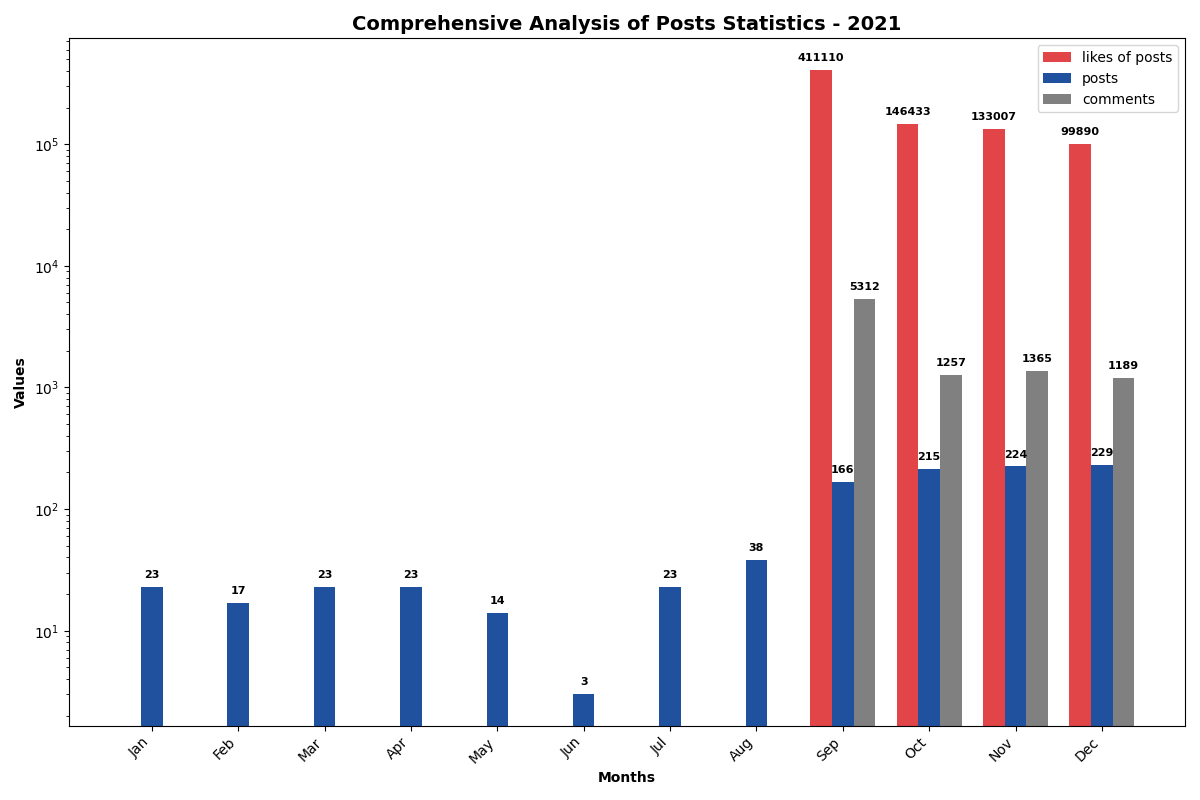 Comprehensive Analysis of Posts Statistics - 2021
likes of posts
posts
comments
Values
10^5
10^4
10^3
10^2
10^1
23
17
23
23
14
3
23
38
411110
166
5312
146433
215
1257
133007
224
1365
99890
229
1189
Jan
Feb
Mar
Apr
May
Jun
Jul
Aug
Sep
Oct
Nov
Dec
Months